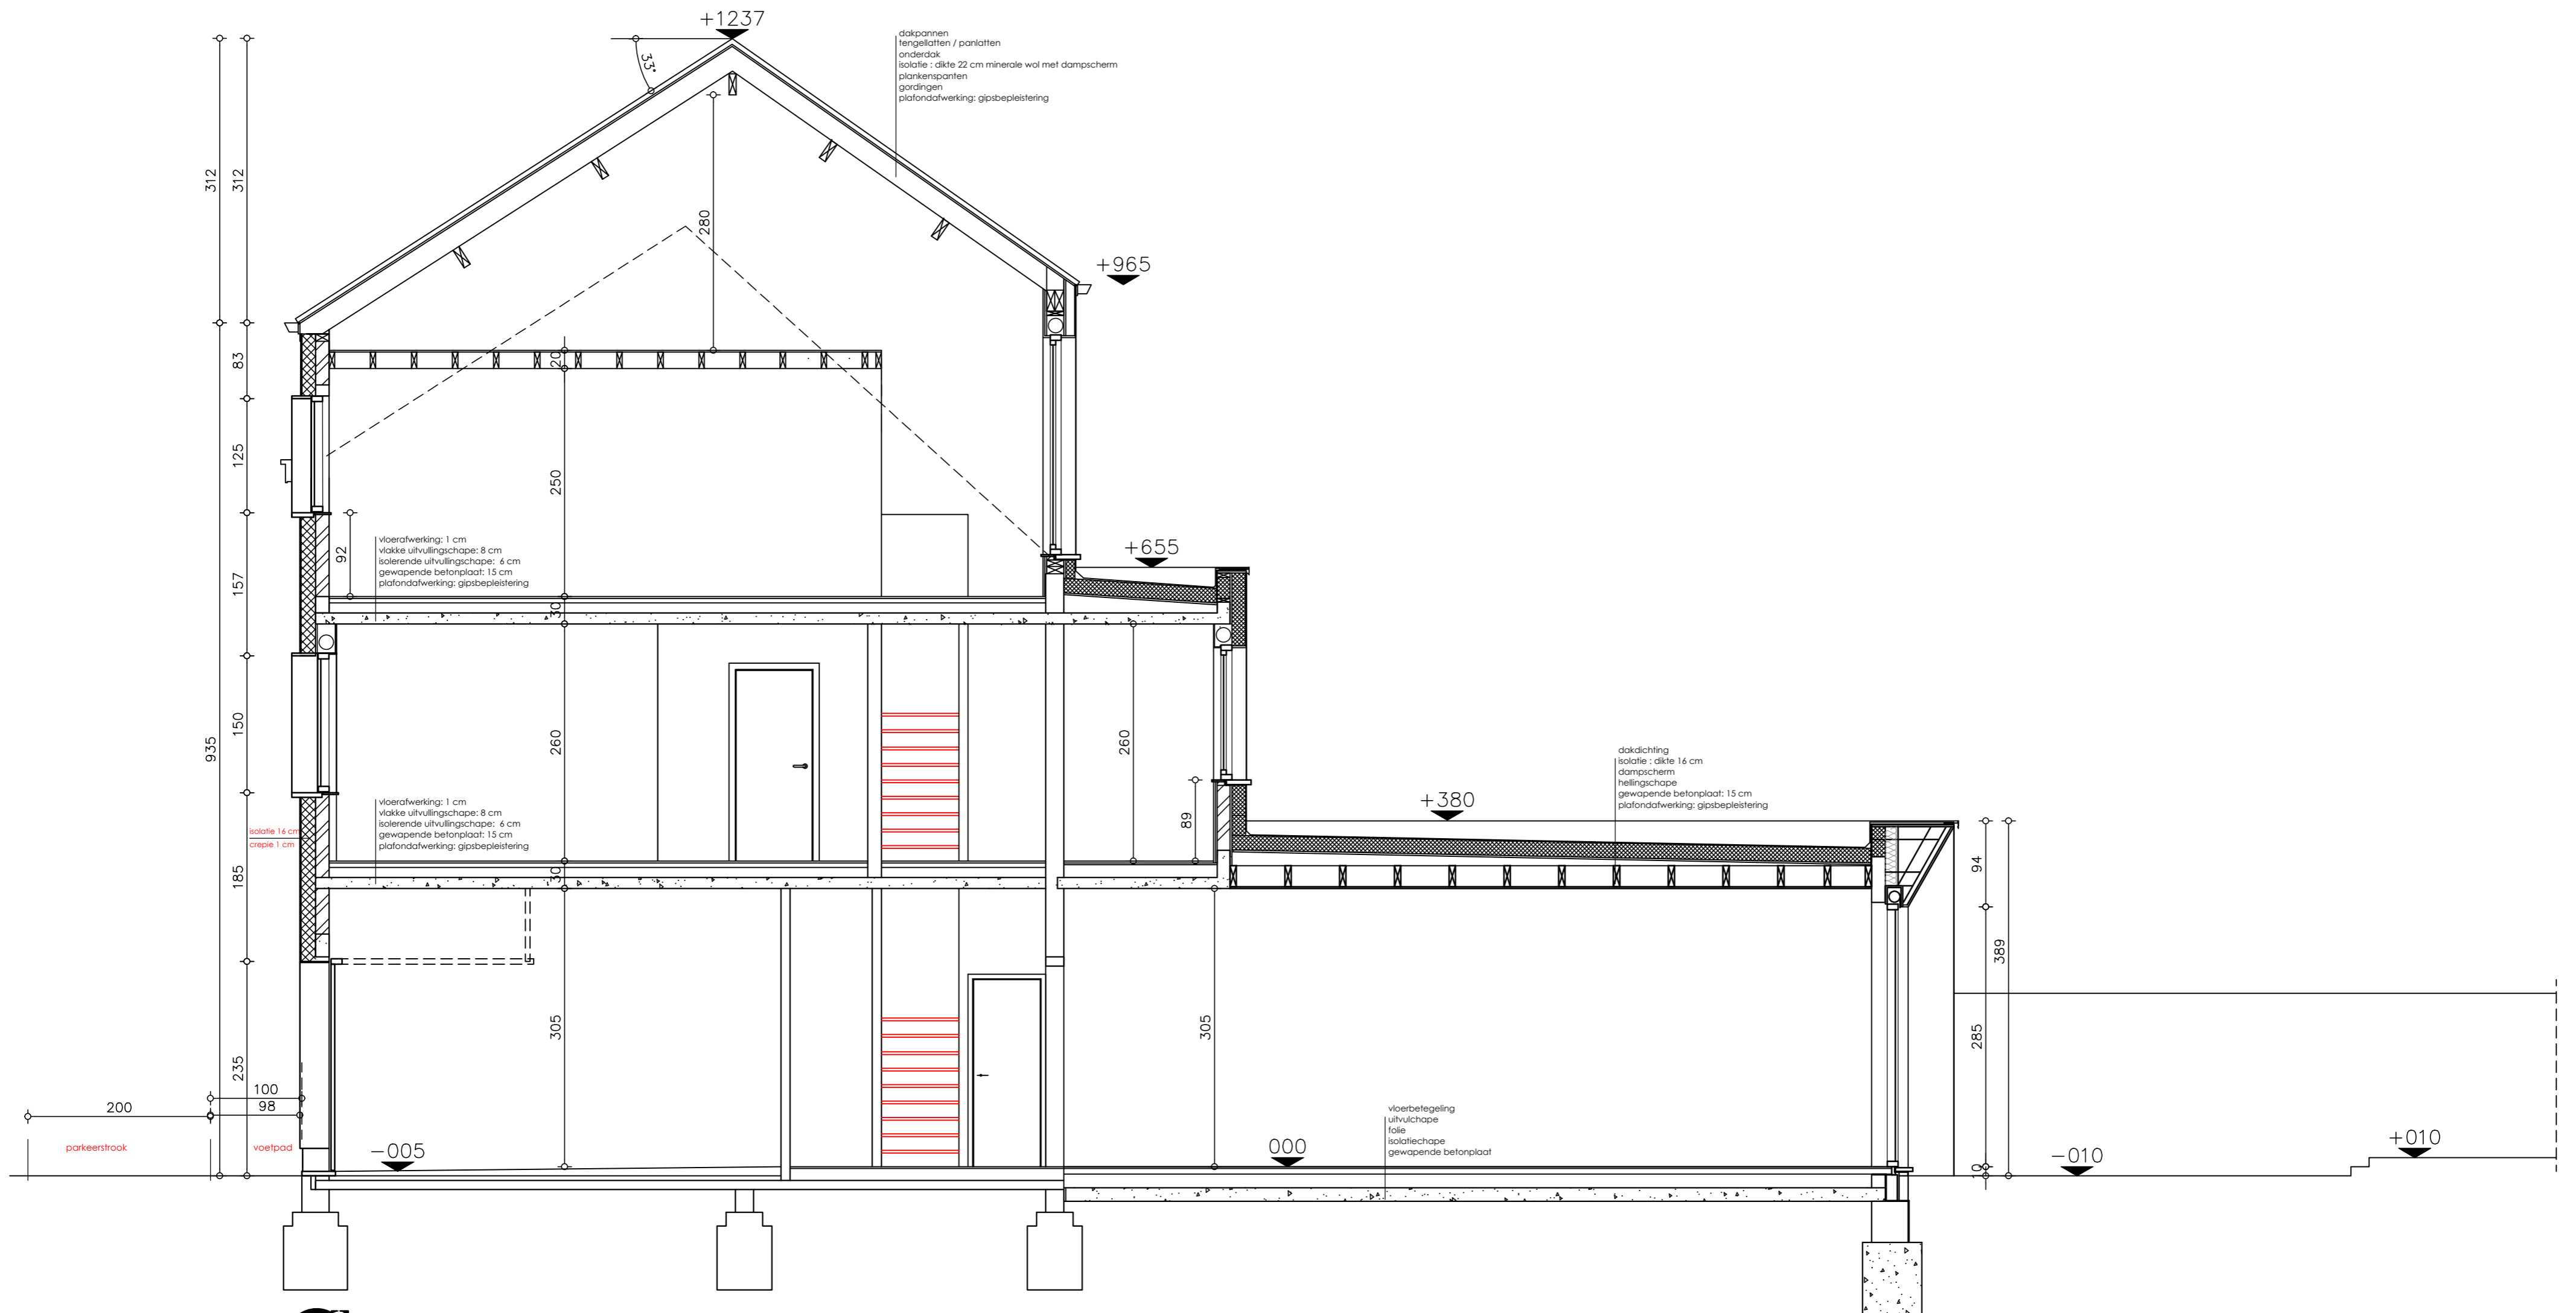 +1237
33°
dakpannen
tengellatten / panlatten
onderdak
isolatie : dikte 22 cm minerale wol met dampscherm
plankenspanten
gordingen
plafondafwerking: gipsbepleistering
312
312
280
+965
83
20
125
250
92
vloerafwerking: 1 cm
vlakke uitvullingschape: 8 cm
isolerende uitvullingschape: 6 cm
gewapende betonplaat: 15 cm
plafondafwerking: gipsbepleistering
+655
157
30
935
150
260
260
89
dakdichting
isolatie : dikte 16 cm
dampscherm
hellingschape
gewapende betonplaat: 15 cm
plafondafwerking: gipsbepleistering
+380
vloerafwerking: 1 cm
vlakke uitvullingschape: 8 cm
isolerende uitvullingschape: 6 cm
gewapende betonplaat: 15 cm
plafondafwerking: gipsbepleistering
isolatie 16 cm
crepie 1 cm
185
30
94
389
305
305
285
235
100
98
200
parkeerstrook
voetpad
-005
000
vloerbetegeling
uitvulchape
folie
isolatiechape
gewapende betonplaat
10
-010
+010